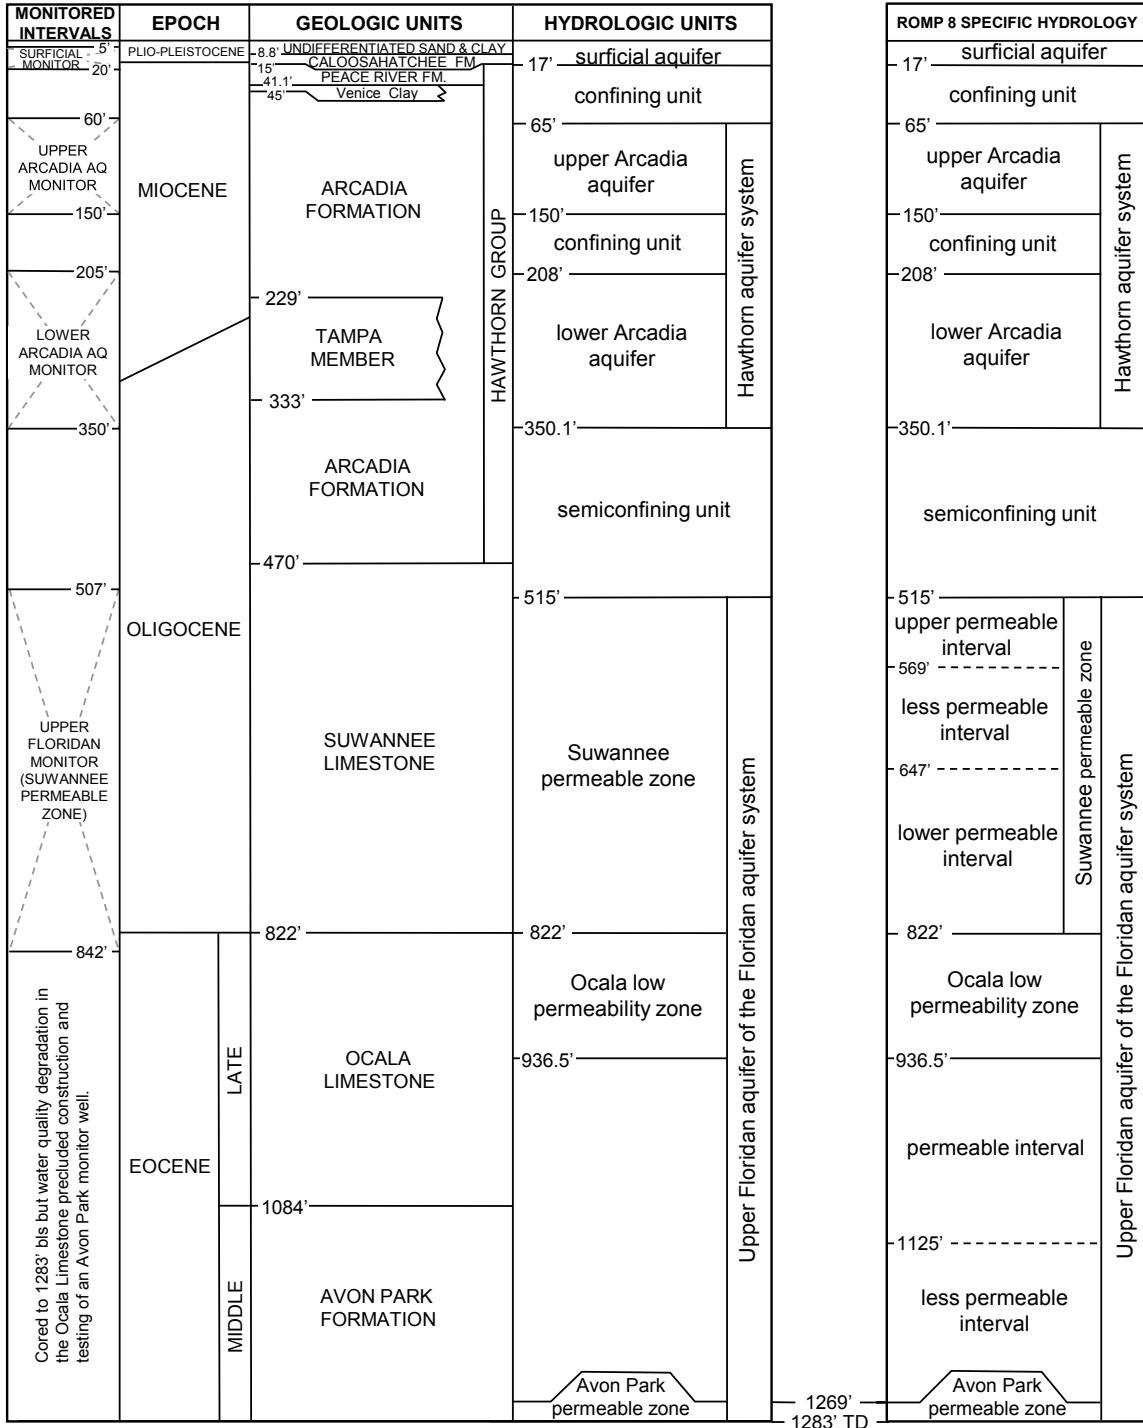 MONITORED
INTERVALS
5'
SURFICIAL
MONITOR
20'
60'
UPPER
ARCADIA AQ
MONITOR
150'
205'
LOWER
ARCADIA AQ
MONITOR
350'
507'
UPPER
FLORIDAN
MONITOR
(SUWANNEE
PERMEABLE
ZONE)
842'
Cored to 1283' bls but water quality degradation in
the Ocala Limestone precluded construction and
testing of an Avon Park monitor well.
EPOCH
PLIO-PLEISTOCENE
MIOCENE
OLIGOCENE
EOCENE
LATE
MIDDLE
GEOLOGIC UNITS
UNDIFFERENTIATED SAND & CLAY
8.8'
CALOOSAHATCHEE FM
15'
PEACE RIVER FM.
41.1'
Venice Clay
45'
ARCADIA
FORMATION
229'
TAMPA
MEMBER
333'
ARCADIA
FORMATION
470'
HAWTHORN GROUP
SUWANNEE
LIMESTONE
822'
OCALA
LIMESTONE
1084'
AVON PARK
FORMATION
HYDROLOGIC UNITS
surficial aquifer
17'
confining unit
65'
upper Arcadia
aquifer
150'
confining unit
208'
lower Arcadia
aquifer
350.1'
Hawthorn aquifer system
semiconfining unit
515'
Suwannee
permeable zone
822'
Ocala low
permeability zone
936.5'
Avon Park
permeable zone
Upper Floridan aquifer of the Floridan aquifer system
1269'
1283' TD
ROMP 8 SPECIFIC HYDROLOGY
surficial aquifer
17'
confining unit
65'
upper Arcadia
aquifer
150'
confining unit
208'
lower Arcadia
aquifer
350.1'
Hawthorn aquifer system
semiconfining unit
515'
upper permeable
interval
569'
less permeable
interval
647'
lower permeable
interval
Suwannee permeable zone
822'
Ocala low
permeability zone
936.5'
permeable interval
1125'
less permeable
interval
Avon Park
permeable zone
Upper Floridan aquifer of the Floridan aquifer system